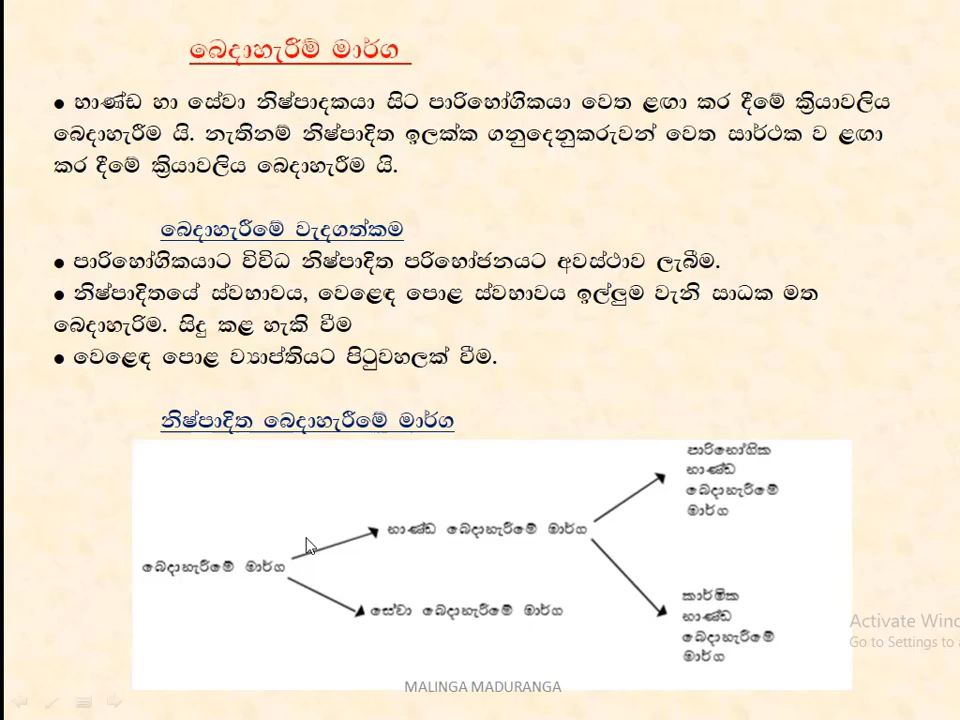 බෙදාහැරීම් මාර්ග
● භාණ්ඩ හා සේවා නිෂ්පාදකයා සිට පාරිභෝගිකයා වෙත ළඟා කර දීමේ ක්‍රියාවලිය
බෙදාහැරීම යි. නැතිනම් නිෂ්පාදිත ඉලක්ක ගනුදෙනුකරුවන් වෙත සාර්ථක ව ළඟා
කර දීමේ ක්‍රියාවලිය බෙදාහැරීම යි.
බෙදාහැරීමේ වැදගත්කම
● පාරිභෝගිකයාට විවිධ නිෂ්පාදිත පරිභෝජනයට අවස්ථාව ලැබීම.
● නිෂ්පාදිතයේ ස්වභාවය, වෙළෙඳ පොළ ස්වභාවය ඉල්ලුම වැනි සාධක මත
බෙදාහැරිම. සිදු කළ හැකි වීම
● වෙළෙඳ පොළ ව්‍යාප්තියට පිටුවහලක් වීම.
නිෂ්පාදිත බෙදාහැරීමේ මාර්ග
පාරිභෝගික
භාණ්ඩ
බෙදාහැරීමේ
මාර්ග
භාණ්ඩ බෙදාහැරීමේ මාර්ග
බෙදාහැරීමේ මාර්ග
සේවා බෙදාහැරීමේ මාර්ග
කාර්මික
භාණ්ඩ
බෙදාහැරීමේ
මාර්ග
Activate Wind
Go to Settings to a
MALINGA MADURANGA